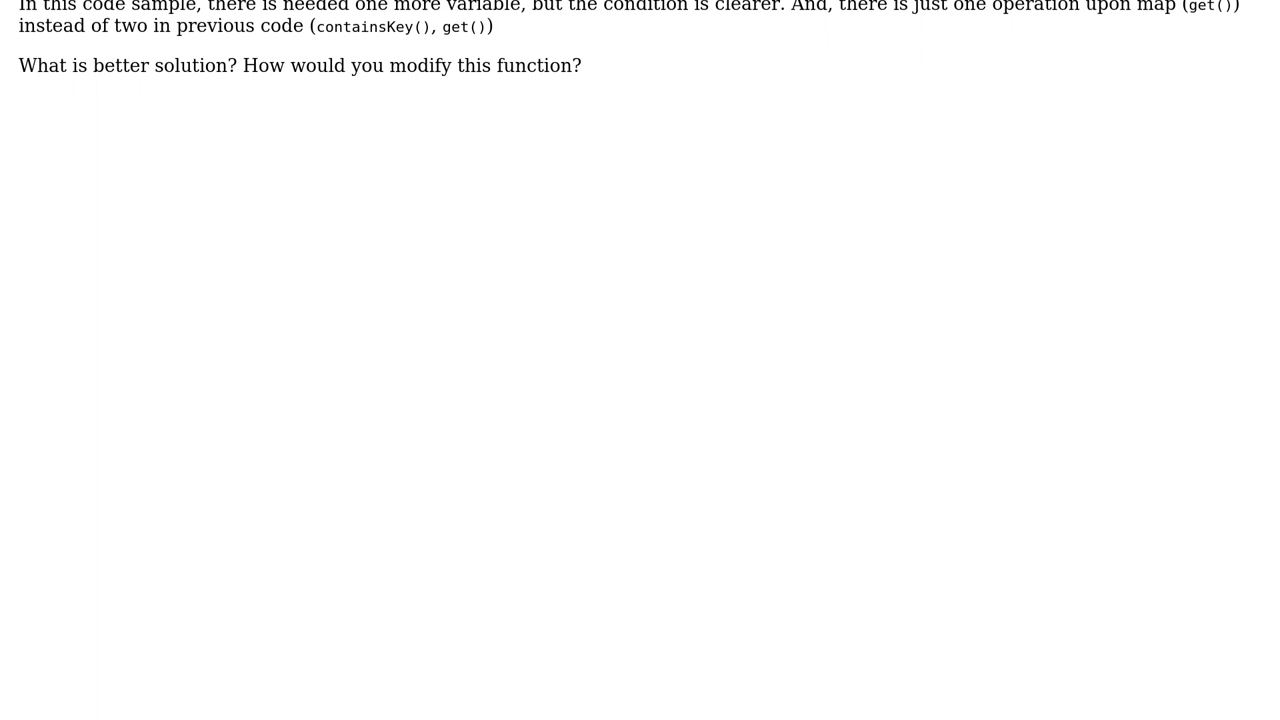 In this code sample, there is needed one more variable, but the condition is clearer. And, there is just one operation upon map (get())
instead of two in previous code (containsKey(), get())
What is better solution? How would you modify this function?